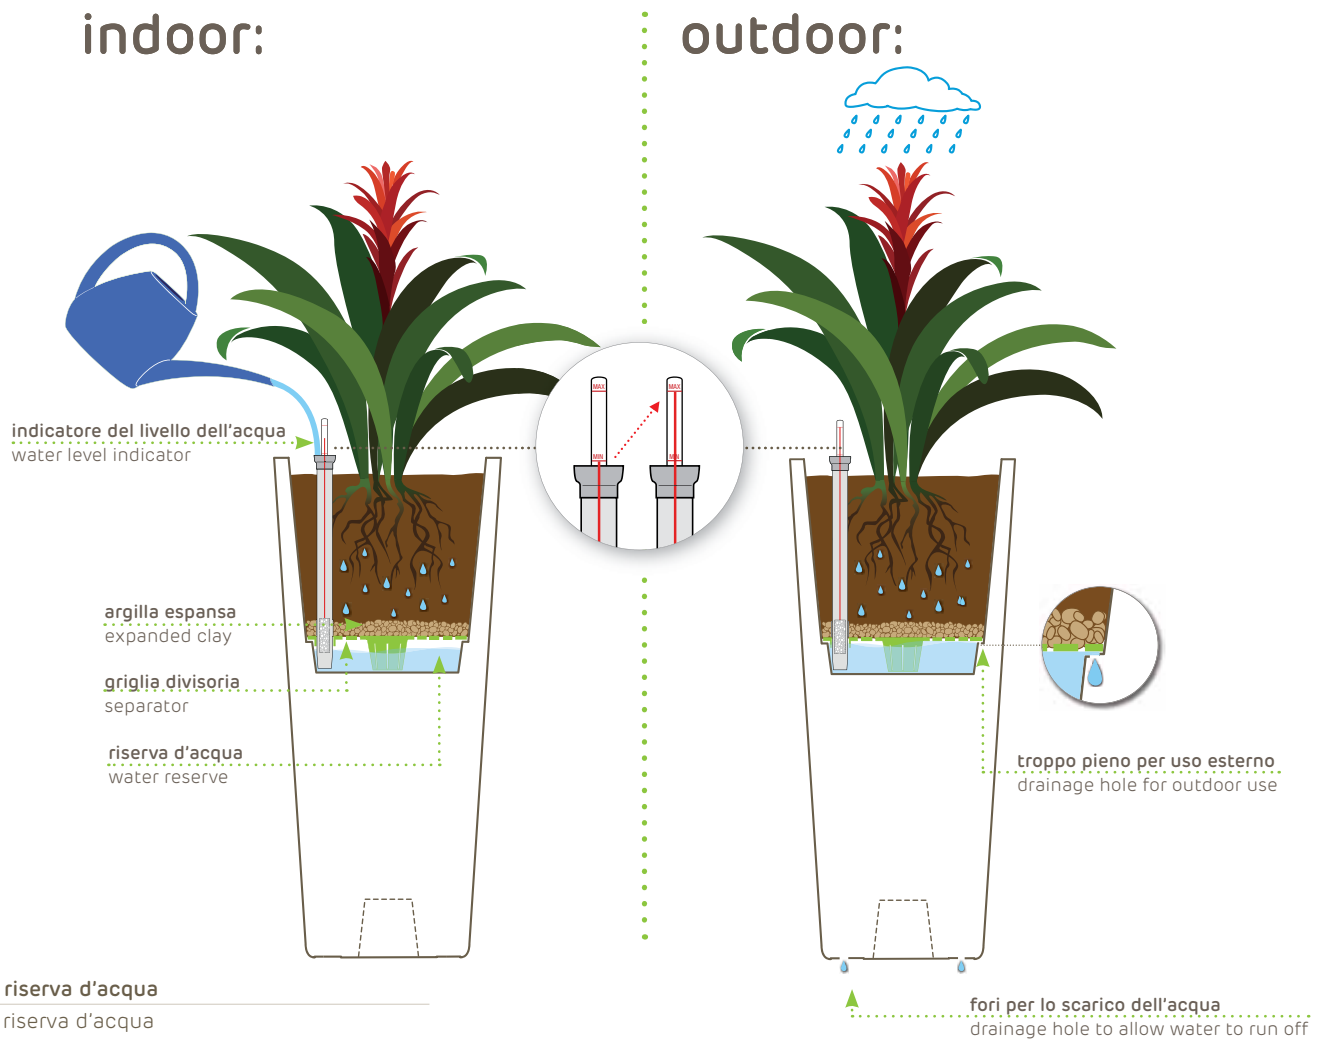 indoor:
outdoor:
MAX
MAX
MIN
MIN
indicatore del livello dell'acqua
water level indicator
argilla espansa
expanded clay
griglia divisoria
separator
riserva d'acqua
water reserve
troppo pieno per uso esterno
drainage hole for outdoor use
riserva d'acqua
riserva d'acqua
fori per lo scarico dell'acqua
drainage hole to allow water to run off